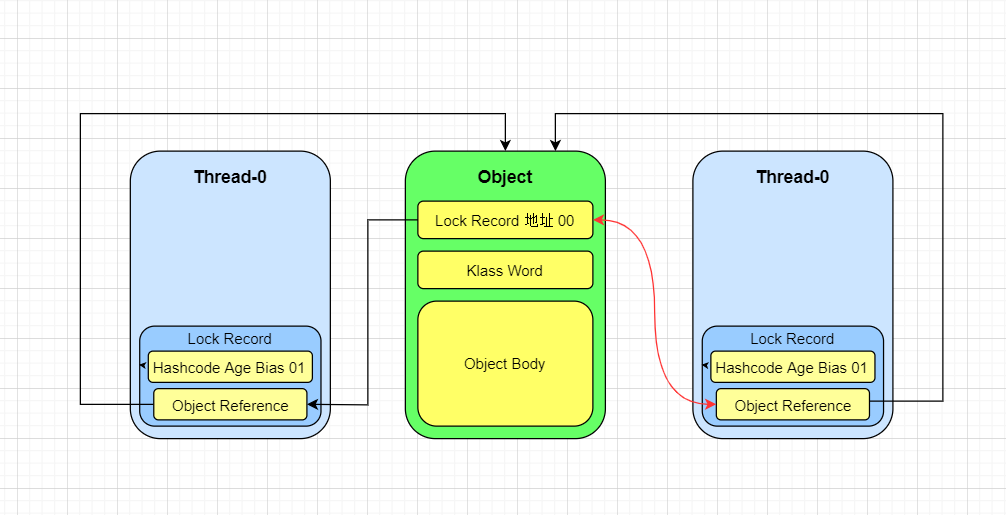 Thread-0
Lock Record
Hashcode Age Bias 01
Object Reference
Object
Lock Record 地址 00
Klass Word
Object Body
Thread-0
Lock Record
Hashcode Age Bias 01
Object Reference